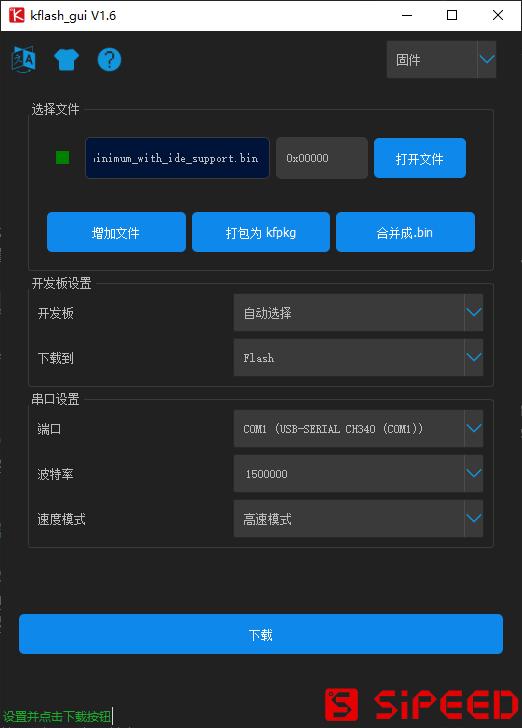 kflash_gui V1.6
固件
选择文件
inimum_with_ide_support.bin
0x00000
打开文件
增加文件
打包为 kfpkg
合并成.bin
开发板设置
开发板
自动选择
下载到
Flash
串口设置
端口
COM1 (USB-SERIAL CH340 (COM1))
波特率
1500000
速度模式
高速模式
下载
设置并点击下载按钮
SiPEED